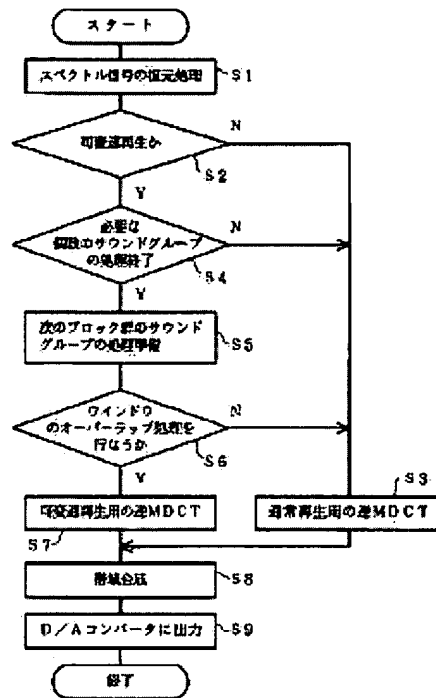 スタート
スペクトル信号の復元処理
S1
可変速再生か
N
S2
Y
必要な
個数のサウンドグループ
の処理終了
N
S4
Y
次のブロック群のサウンド
グループの処理準備
S5
ウインドウ
のオーバーラップ処理を
行なうか
N
S6
Y
S3
可変速再生用の逆MDCT
通常再生用の逆MDCT
S7
帯域合成
S8
D/Aコンバータに出力
S9
終了